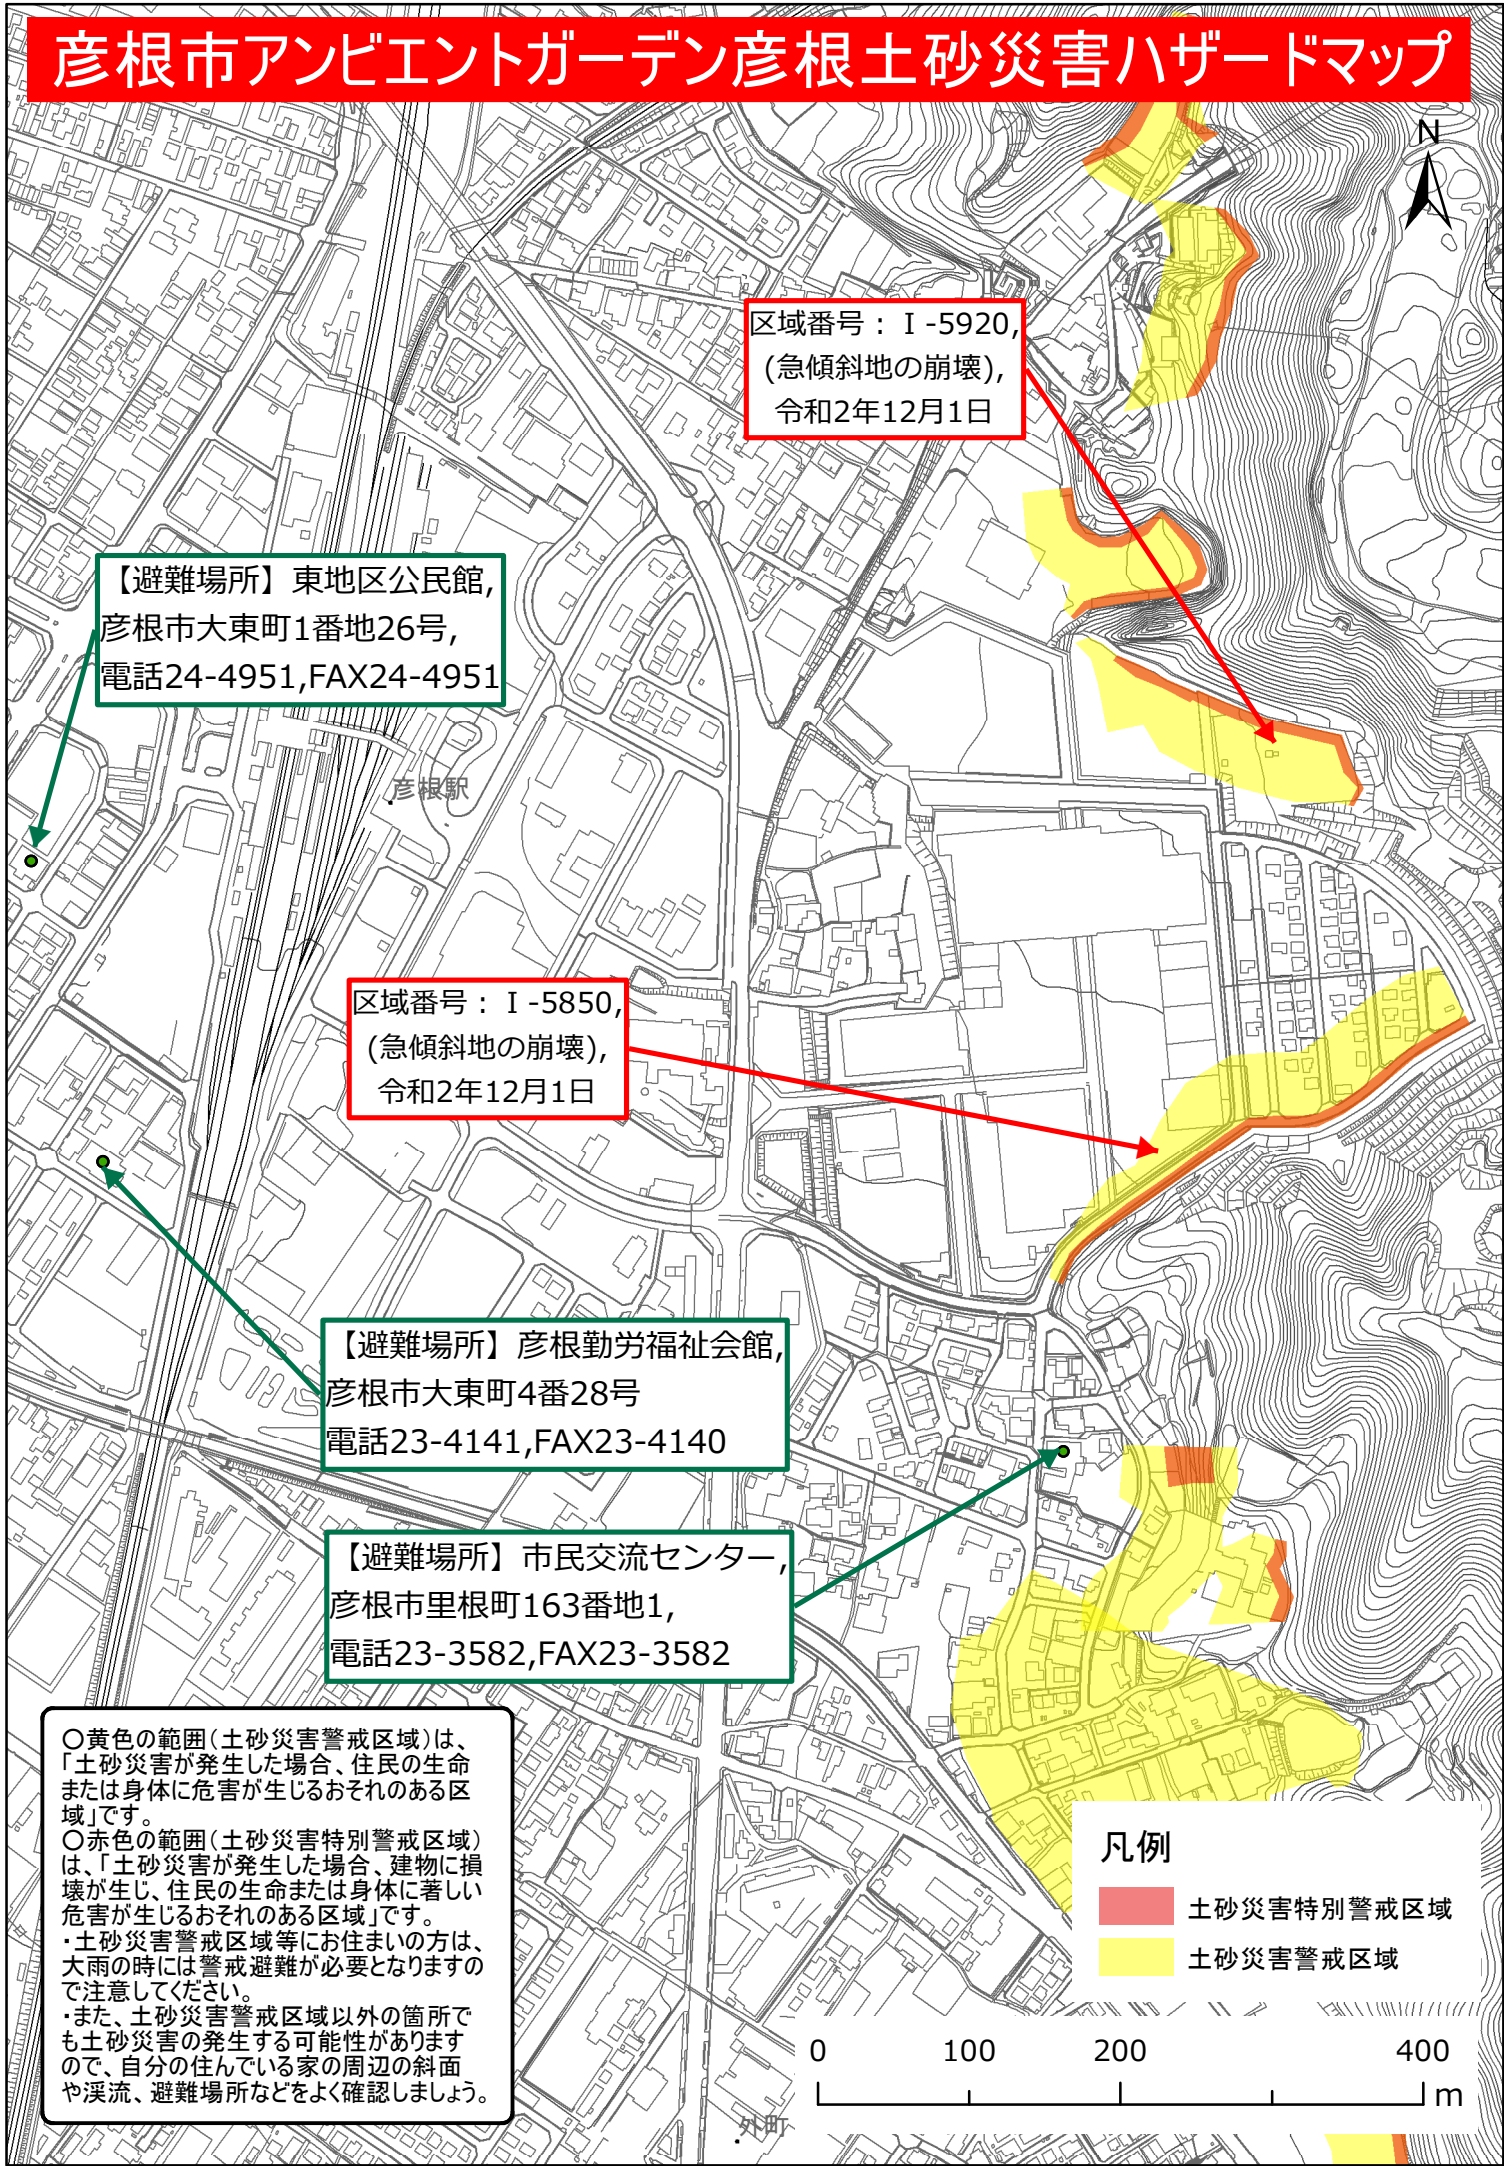 彦根市アンビエントガーデン彦根土砂災害ハザードマップ
N
区域番号：Ⅰ-5920,
(急傾斜地の崩壊),
令和2年12月1日
【避難場所】東地区公民館,
彦根市大東町1番地26号,
電話24-4951,FAX24-4951
彦根駅
区域番号：Ⅰ-5850,
(急傾斜地の崩壊),
令和2年12月1日
【避難場所】彦根勤労福祉会館,
彦根市大東町4番28号
電話23-4141,FAX23-4140
【避難場所】市民交流センター,
彦根市里根町163番地1,
電話23-3582,FAX23-3582
〇黄色の範囲(土砂災害警戒区域)は、
「土砂災害が発生した場合、住民の生命
または身体に危害が生じるおそれのある区
域」です。
〇赤色の範囲(土砂災害特別警戒区域)
は、「土砂災害が発生した場合、建物に損
壊が生じ、住民の生命または身体に著しい
危害が生じるおそれのある区域」です。
・土砂災害警戒区域等にお住まいの方は、
大雨の時には警戒避難が必要となりますの
で注意してください。
・また、土砂災害警戒区域以外の箇所で
も土砂災害の発生する可能性があります
ので、自分の住んでいる家の周辺の斜面
や渓流、避難場所などをよく確認しましょう。
凡例
土砂災害特別警戒区域
土砂災害警戒区域
0 100 200 400
m
外町